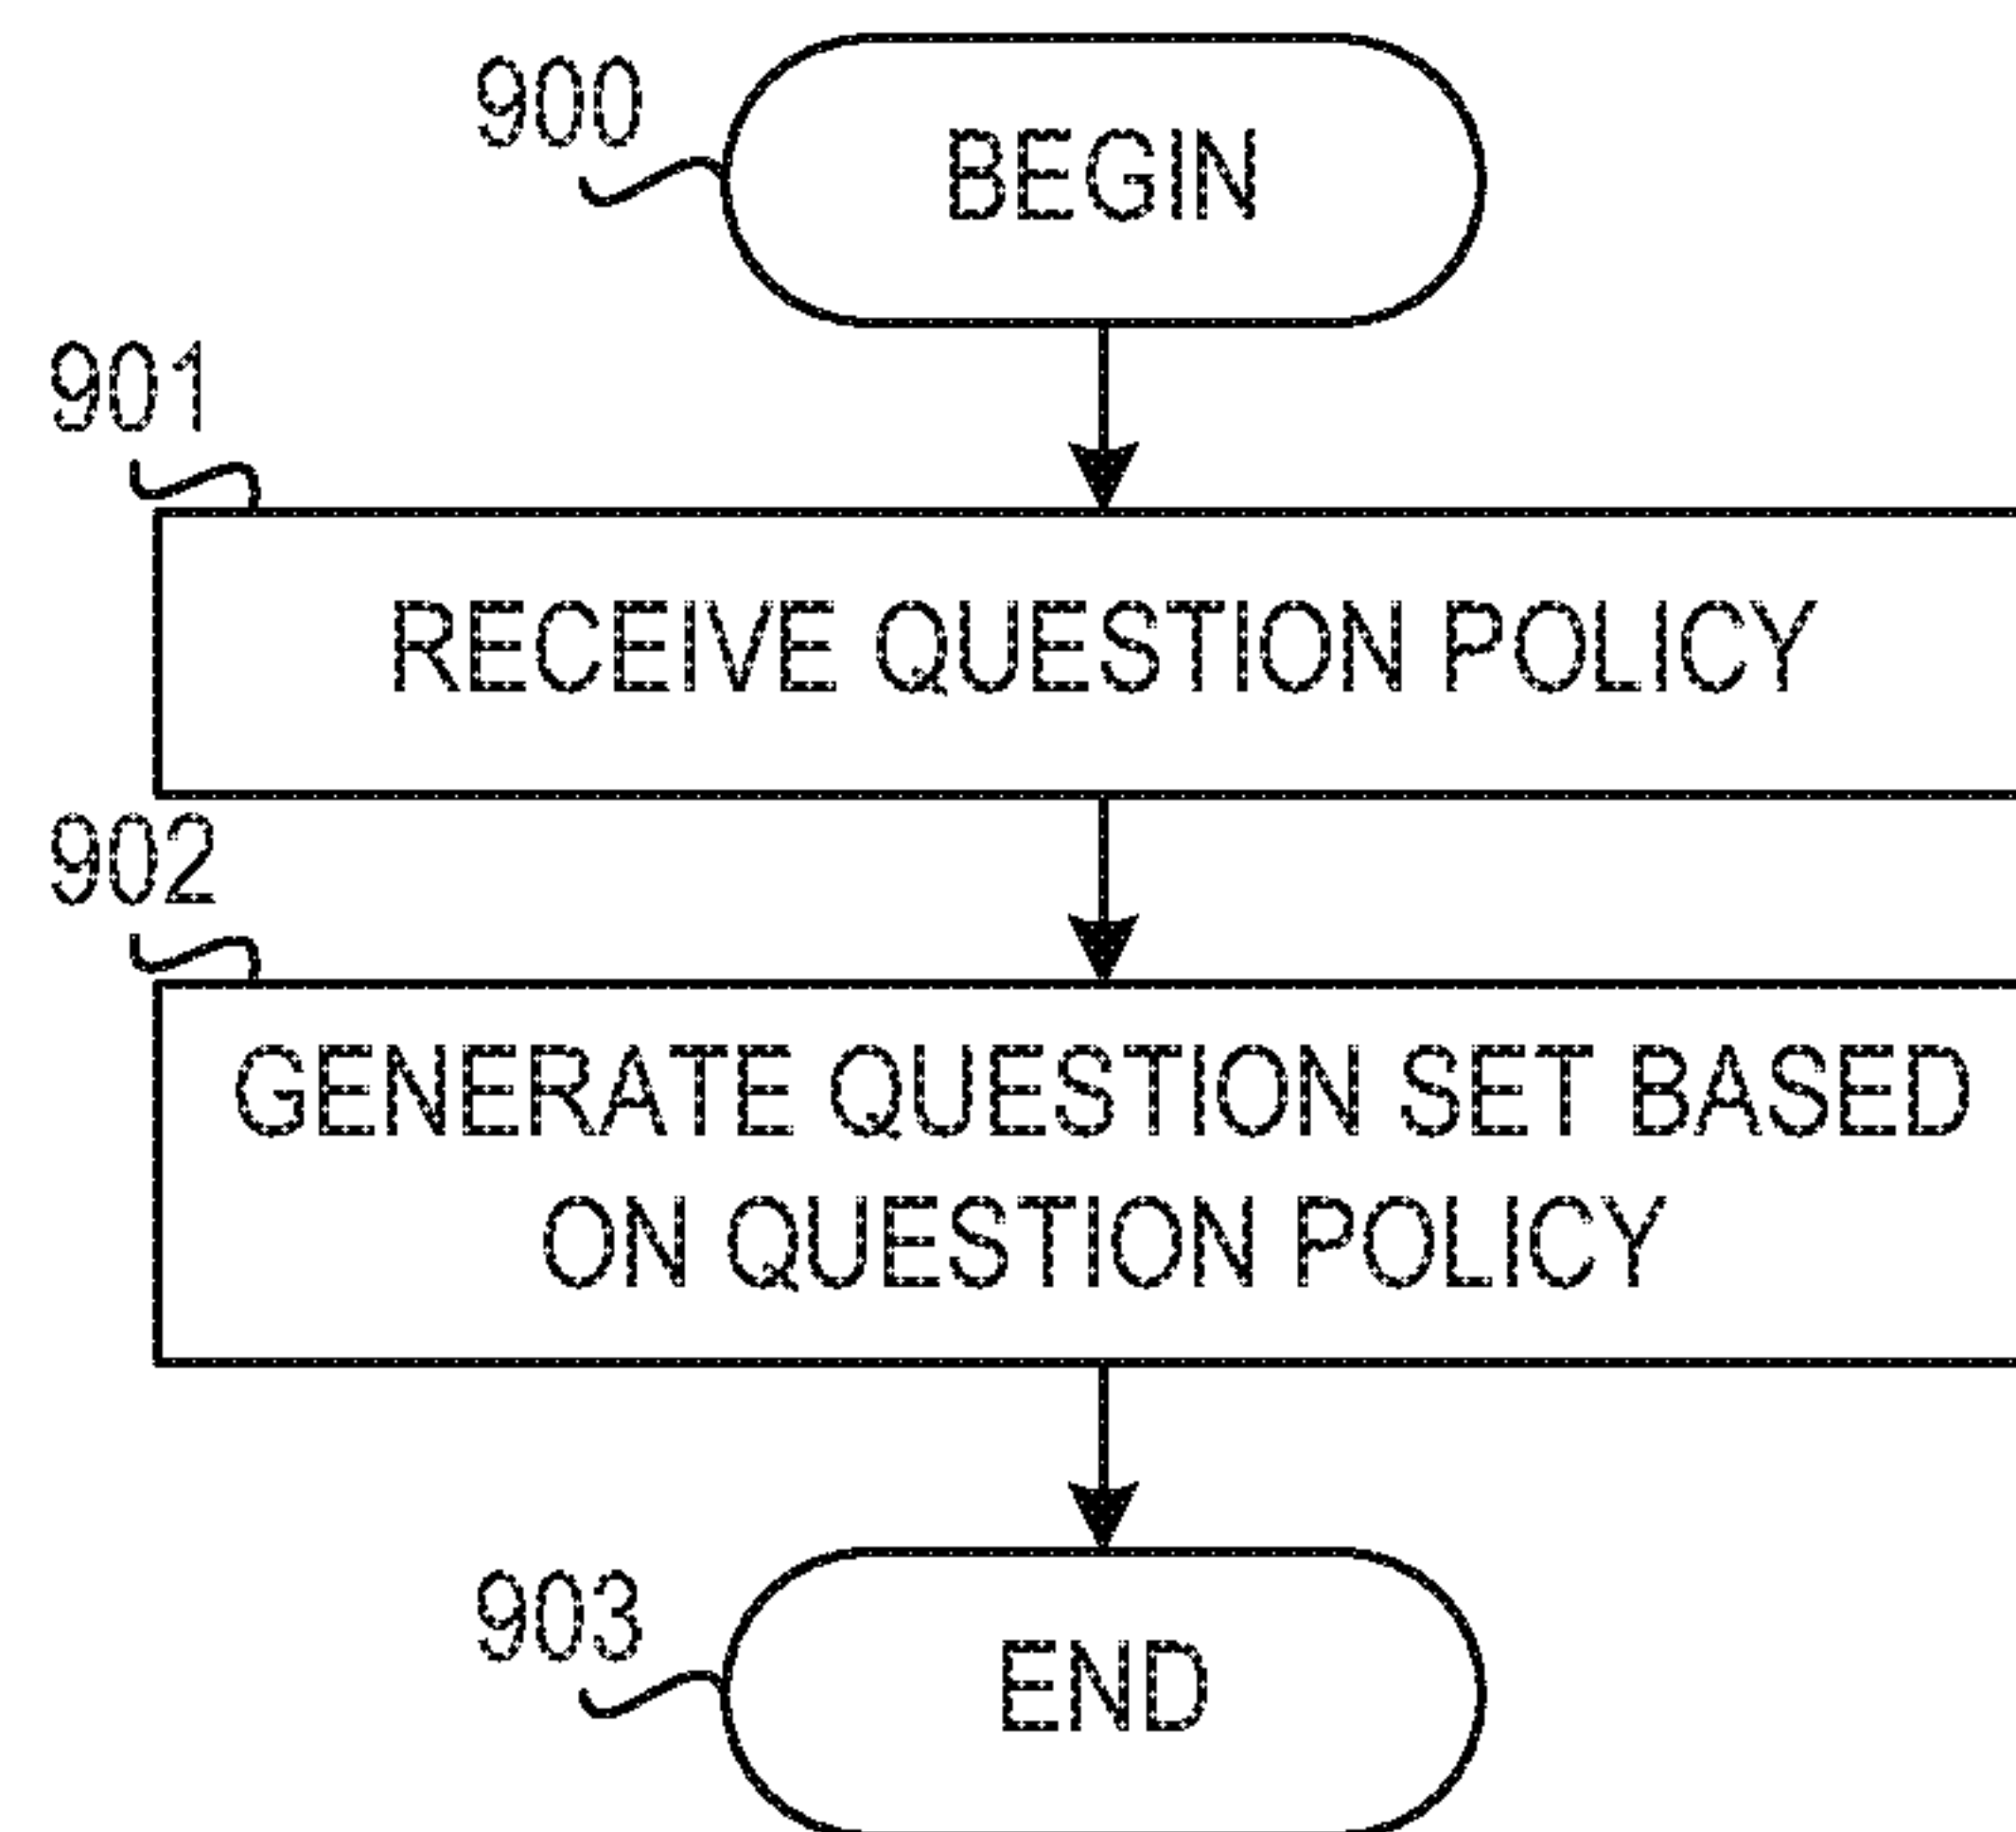 900
BEGIN
901
RECEIVE QUESTION POLICY
902
GENERATE QUESTION SET BASED
ON QUESTION POLICY
903
END